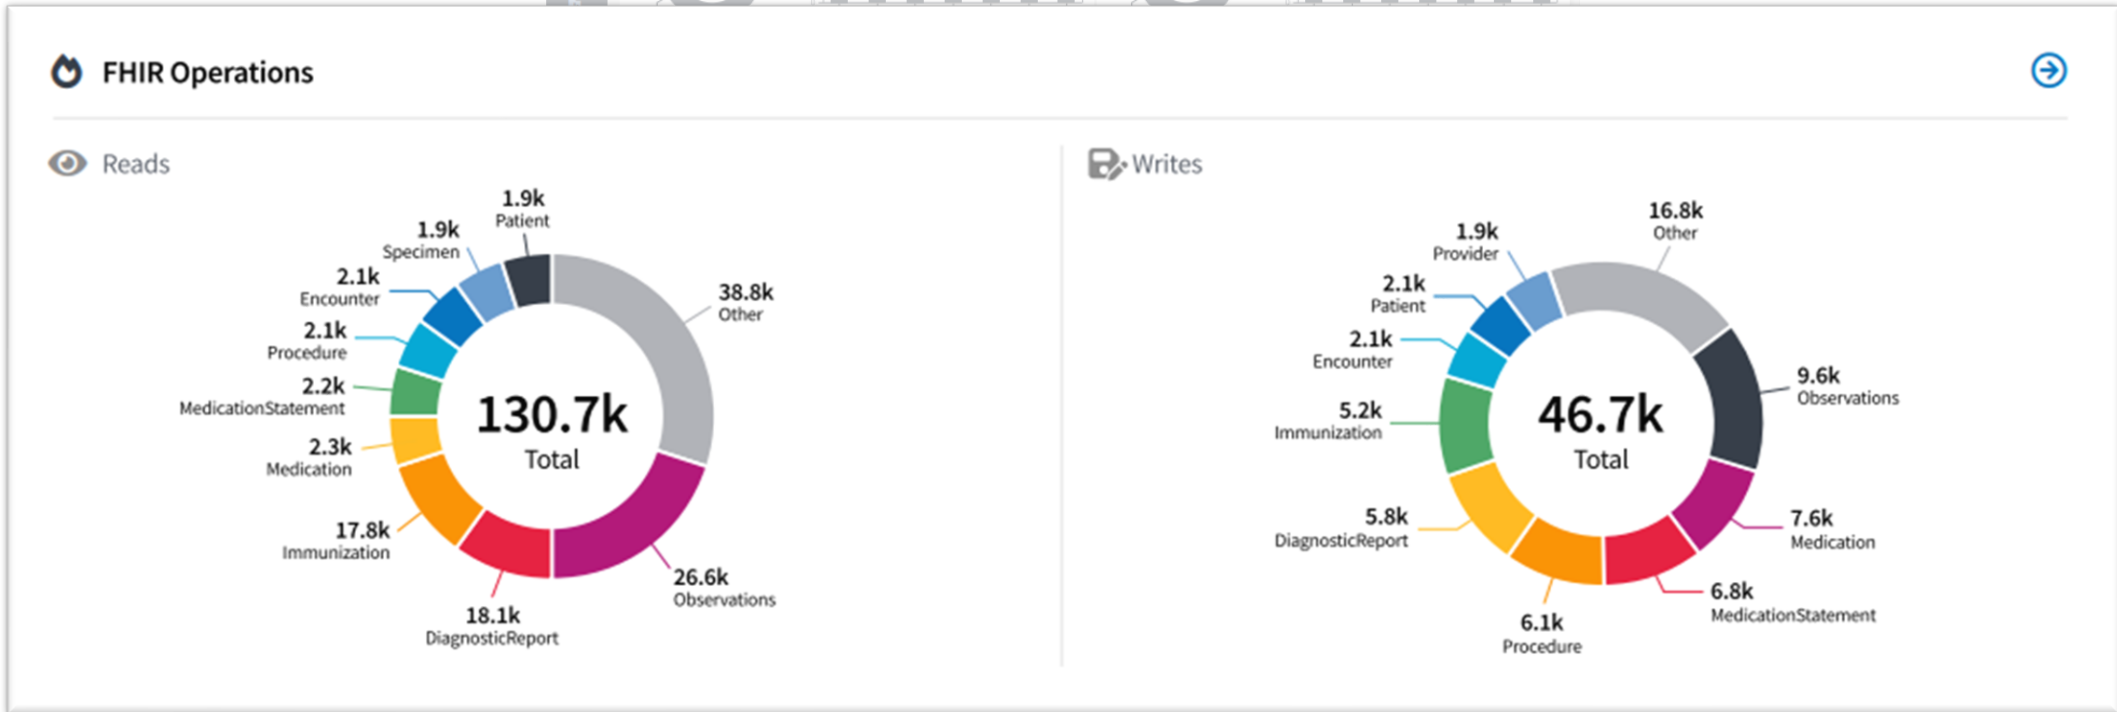 FHIR Operations
Reads
1.9k
Patient
1.9k
Specimen
2.1k
Encounter
38.8k
Other
2.1k
Procedure
2.2k
MedicationStatement
130.7k
Total
2.3k
Medication
17.8k
Immunization
26.6k
Observations
18.1k
DiagnosticReport
Writes
16.8k
Other
1.9k
Provider
2.1k
Patient
2.1k
Encounter
9.6k
Observations
5.2k
Immunization
46.7k
Total
5.8k
DiagnosticReport
7.6k
Medication
6.8k
MedicationStatement
6.1k
Procedure